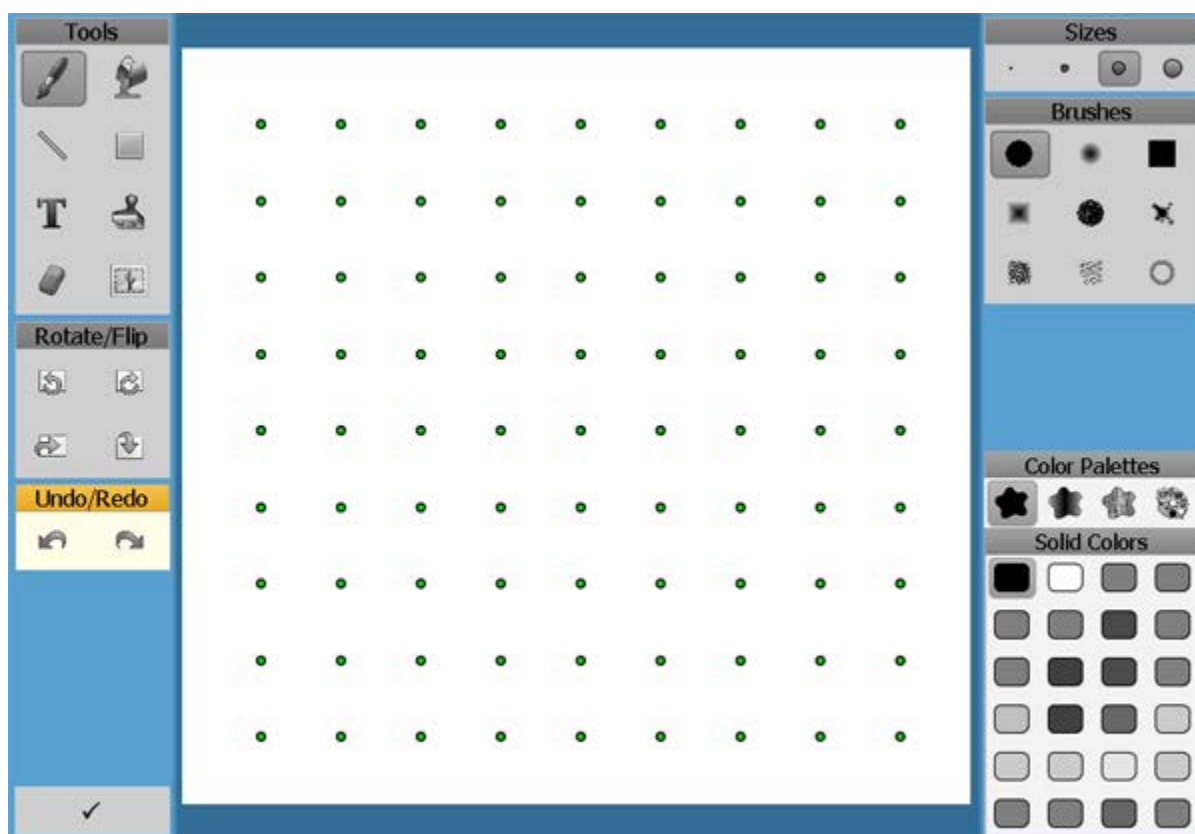 Tools
T
Rotate/Flip
Undo/Redo
Sizes
Brushes
Color Palettes
Solid Colors